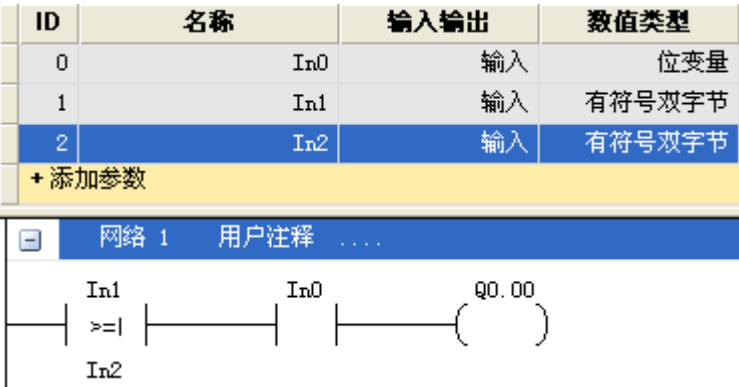 ID 名称 输入输出 数值类型
0 In0 输入 位变量
1 In1 输入 有符号双字节
2 In2 输入 有符号双字节
+ 添加参数
网络 1 用户注释 ....
In1 In0 Q0.00
>=|
In2